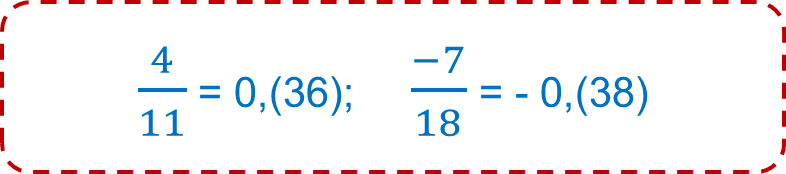 4/11 = 0,(36); −7/18 = - 0,(38)